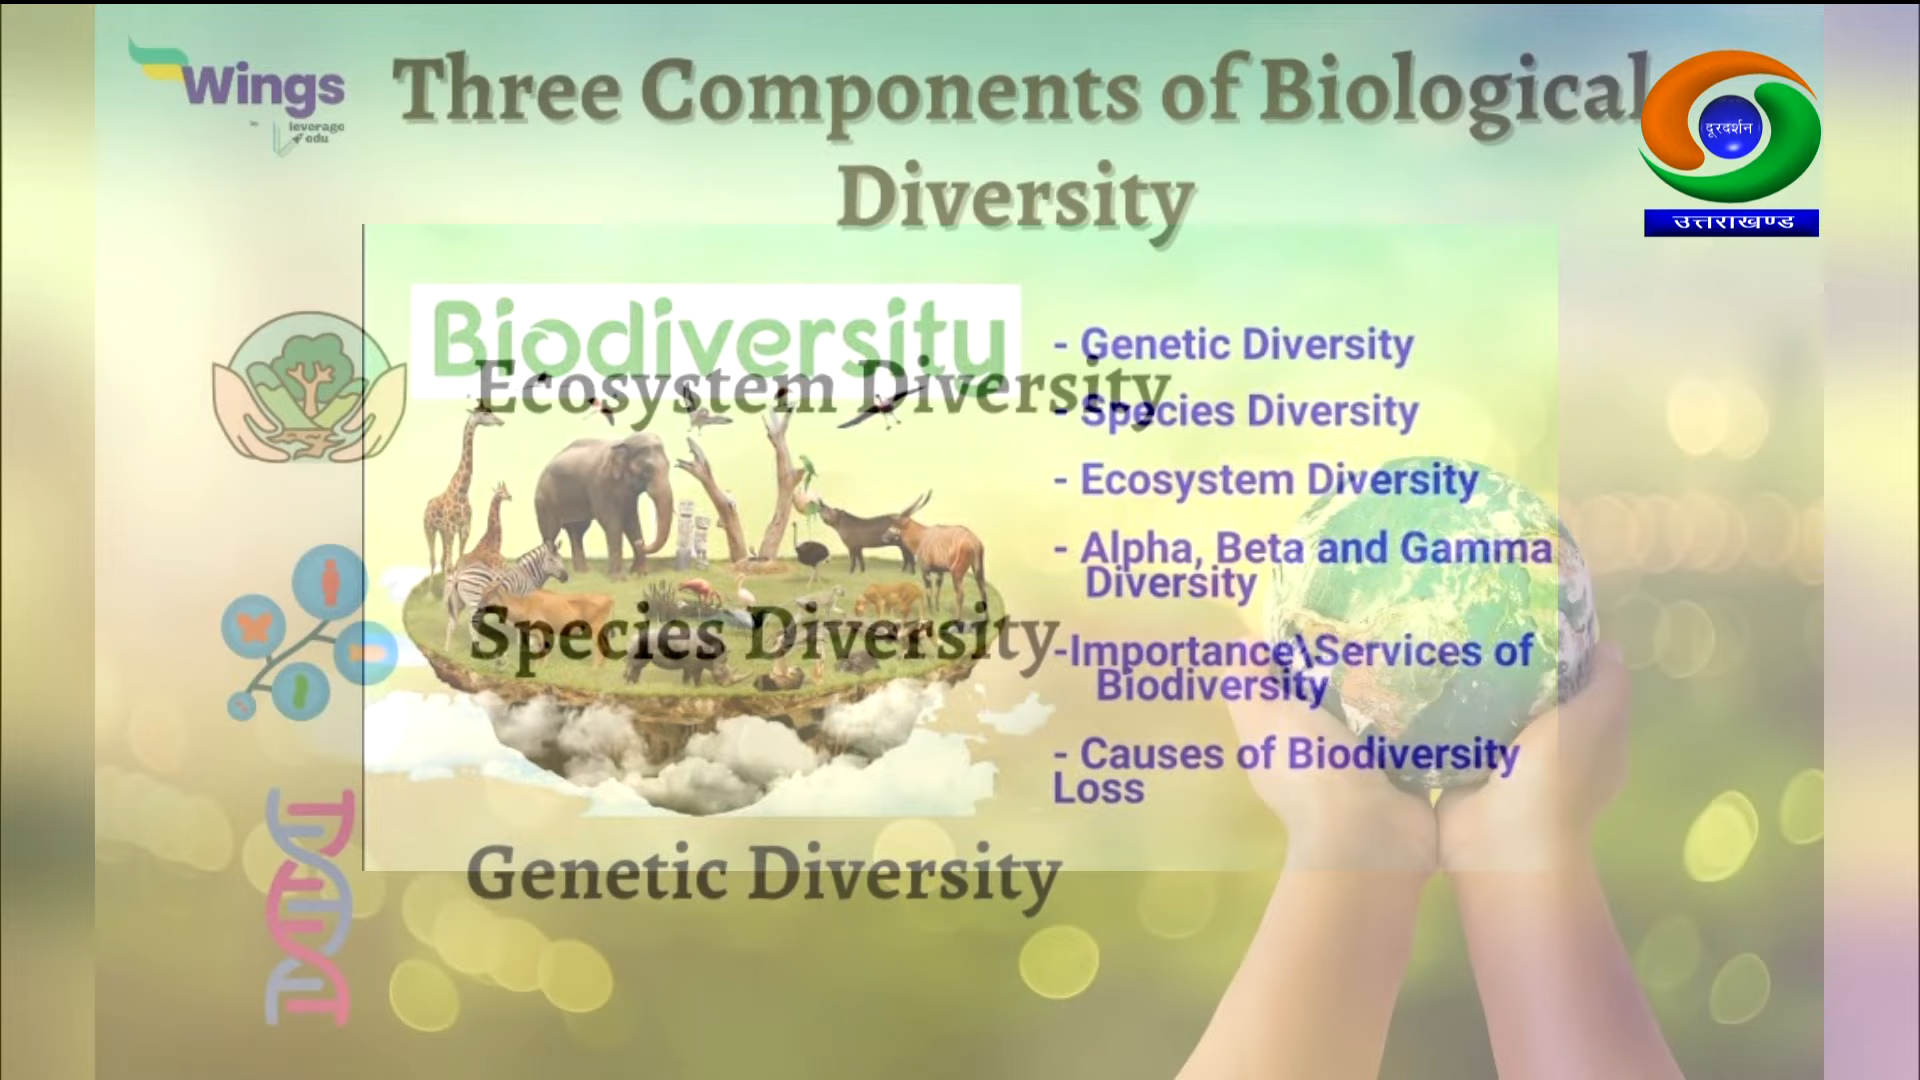 Wings
by leverage
edu
Three Components of Biological
Diversity
दूरदर्शन
उत्तराखण्ड
Biodiversity
Ecosystem Diversity
Species Diversity
Genetic Diversity
- Genetic Diversity
- Species Diversity
- Ecosystem Diversity
- Alpha, Beta and Gamma
Diversity
-Importance\Services of
Biodiversity
- Causes of Biodiversity
Loss